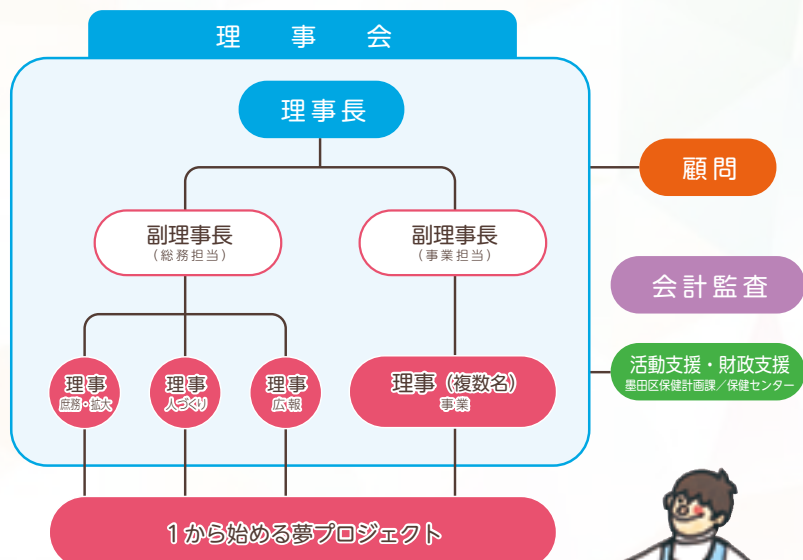 理事会
理事長
顧問
副理事長
（総務担当）
副理事長
（事業担当）
会計監査
活動支援・財政支援
墨田区保健計画課／保健センター
理事
庶務・拡大
理事
人づくり
理事
広報
理事（複数名）
事業
1から始める夢プロジェクト